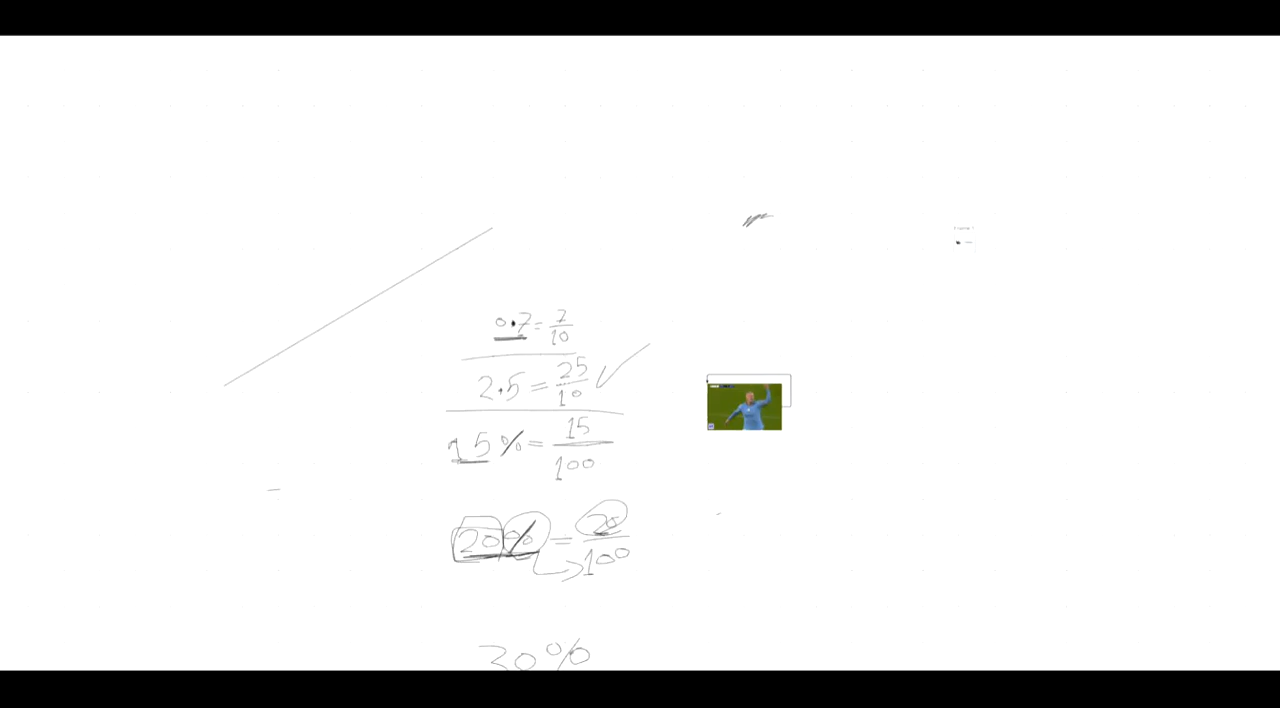 0.7 = 7/10
2.5 = 25/10 ✓
15% = 15/100
20% = 20/100
30%